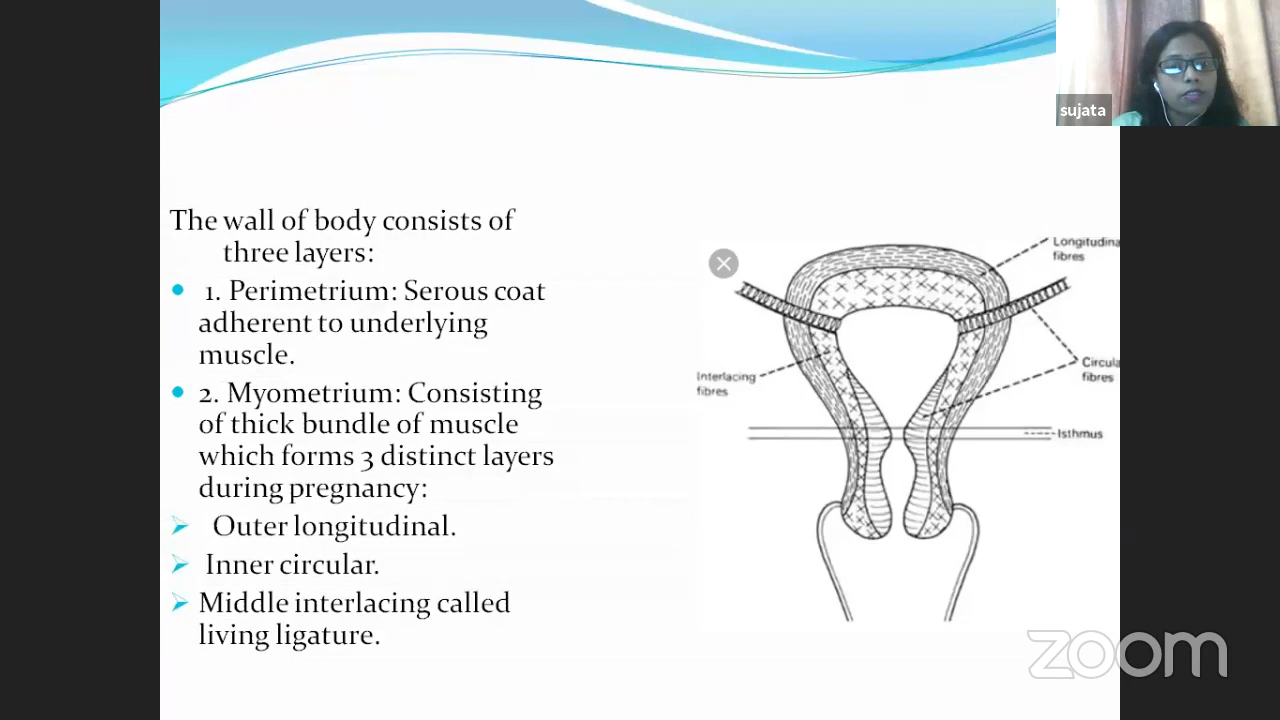 sujata
The wall of body consists of
three layers:
1. Perimetrium: Serous coat
adherent to underlying
muscle.
2. Myometrium: Consisting
of thick bundle of muscle
which forms 3 distinct layers
during pregnancy:
Outer longitudinal.
Inner circular.
Middle interlacing called
living ligature.
Longitudina
fibres
Interlacing
fibres
Circula
fibres
Isthmus
zoom